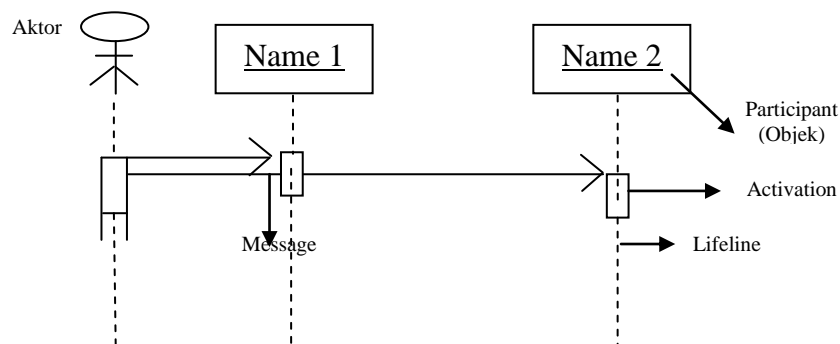 Aktor
Name 1
Name 2
Participant
(Objek)
Activation
Message
Lifeline